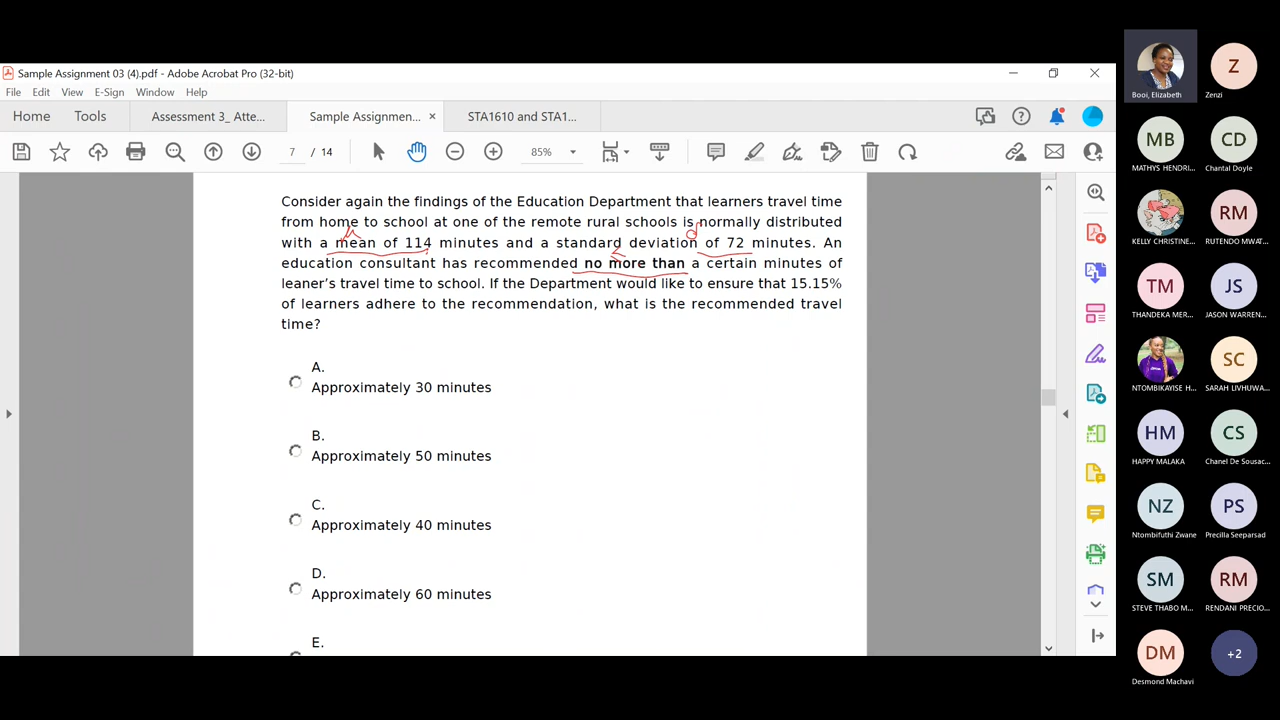 Sample Assignment 03 (4).pdf - Adobe Acrobat Pro (32-bit)
File Edit View E-Sign Window Help
Home Tools Assessment 3_ Atte... Sample Assignmen... × STA1610 and STA1...
7 / 14 85%
Consider again the findings of the Education Department that learners travel time
from home to school at one of the remote rural schools is normally distributed
with a mean of 114 minutes and a standard deviation of 72 minutes. An
education consultant has recommended no more than a certain minutes of
leaner's travel time to school. If the Department would like to ensure that 15.15%
of learners adhere to the recommendation, what is the recommended travel
time?
A.
Approximately 30 minutes
B.
Approximately 50 minutes
C.
Approximately 40 minutes
D.
Approximately 60 minutes
E.
Booi, Elizabeth
Z
Zenzi
MB
MATHYS HENDRI...
CD
Chantal Doyle
KELLY CHRISTINE...
RM
RUTENDO MWAT...
TM
THANDEKA MER...
JS
JASON WARREN...
NTOMBIKAYISE H...
SC
SARAH LIVHUWA...
HM
HAPPY MALAKA
CS
Chanel De Sousac...
NZ
Ntombifuthi Zwane
PS
Precilla Seeparsad
SM
STEVE THABO M...
RM
RENDANI PRECIO...
DM
Desmond Machavi
+2